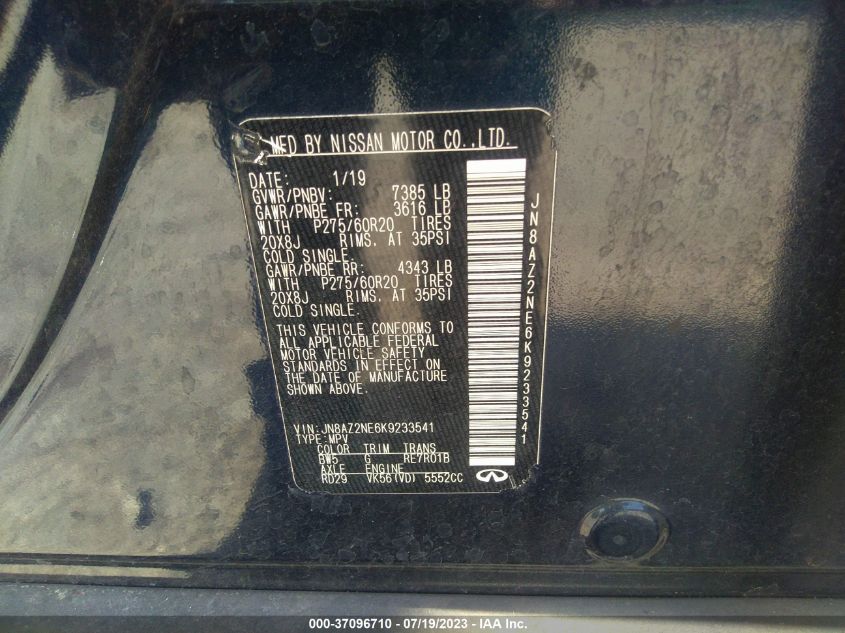 MFD BY NISSAN MOTOR CO.,LTD.
DATE: 1/19
GVWR/PNBV: 7385 LB
GAWR/PNBE FR: 3616 LB
WITH P275/60R20 TIRES
20X8J RIMS. AT 35PSI
COLD SINGLE.
GAWR/PNBE RR: 4343 LB
WITH P275/60R20 TIRES
20X8J RIMS. AT 35PSI
COLD SINGLE.
THIS VEHICLE CONFORMS TO
ALL APPLICABLE FEDERAL
MOTOR VEHICLE SAFETY
STANDARDS IN EFFECT ON
THE DATE OF MANUFACTURE
SHOWN ABOVE.
VIN:JN8AZ2NE6K9233541
TYPE:MPV
COLOR TRIM TRANS
BW5 G RE7R01B
AXLE ENGINE
RD29 VK56(VD) 5552CC
JN8AZ2NE6K9233541
000-37096710 - 07/19/2023 - IAA Inc.